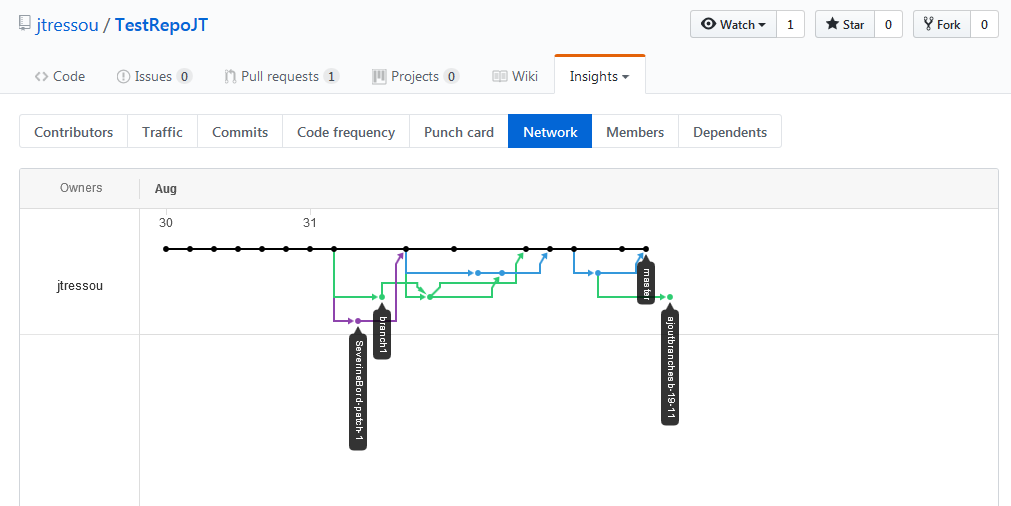 jtressou / TestRepoJT
Watch 1 Star 0 Fork 0
Code Issues 0 Pull requests 1 Projects 0 Wiki Insights
Contributors Traffic Commits Code frequency Punch card Network Members Dependents
Owners Aug
30 31
jtressou
master
branch1
SeverineBord-patch-1
ajoutbranchesb-19-11